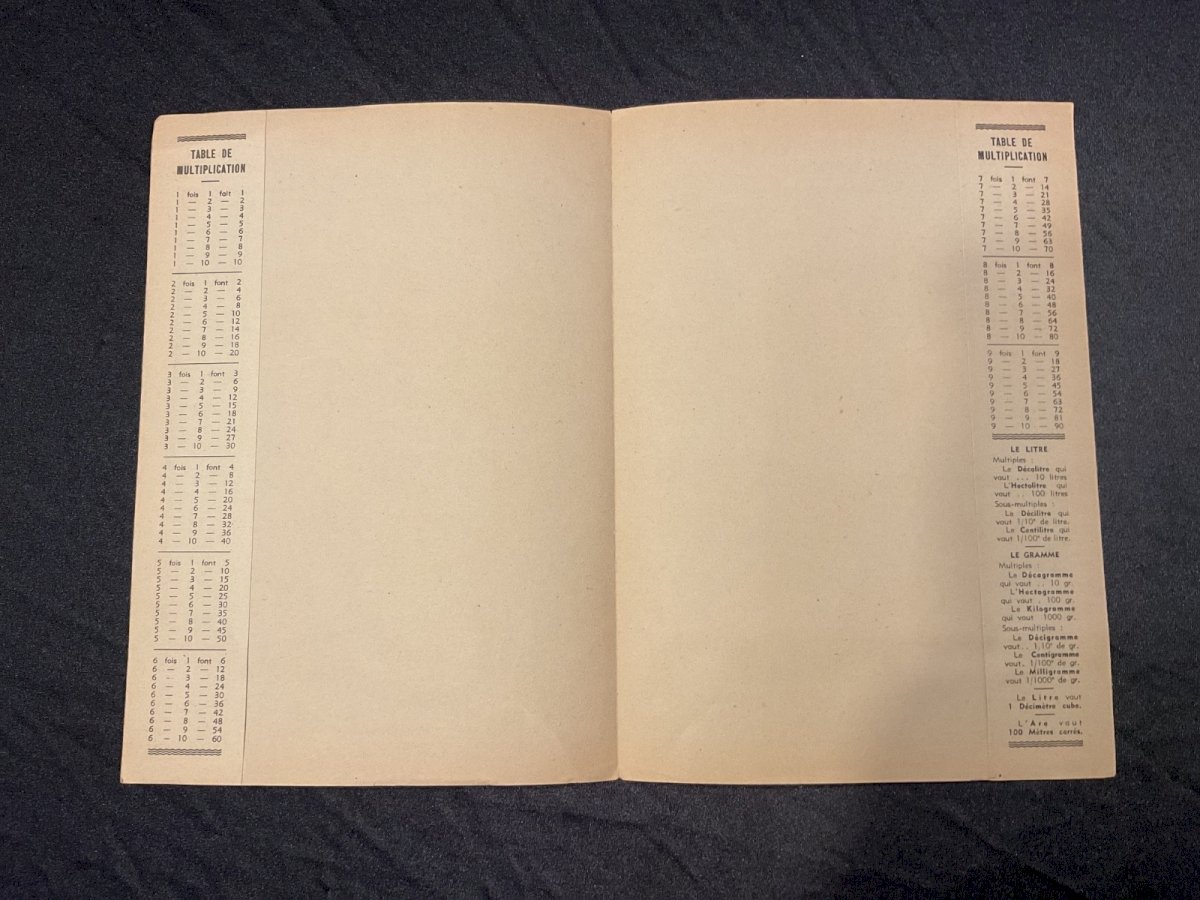 TABLE DE
MULTIPLICATION
1 fois 1 fait 1
1 — 2 — 2
1 — 3 — 3
1 — 4 — 4
1 — 5 — 5
1 — 6 — 6
1 — 7 — 7
1 — 8 — 8
1 — 9 — 9
1 — 10 — 10
2 fois 1 font 2
2 — 2 — 4
2 — 3 — 6
2 — 4 — 8
2 — 5 — 10
2 — 6 — 12
2 — 7 — 14
2 — 8 — 16
2 — 9 — 18
2 — 10 — 20
3 fois 1 font 3
3 — 2 — 6
3 — 3 — 9
3 — 4 — 12
3 — 5 — 15
3 — 6 — 18
3 — 7 — 21
3 — 8 — 24
3 — 9 — 27
3 — 10 — 30
4 fois 1 font 4
4 — 2 — 8
4 — 3 — 12
4 — 4 — 16
4 — 5 — 20
4 — 6 — 24
4 — 7 — 28
4 — 8 — 32
4 — 9 — 36
4 — 10 — 40
5 fois 1 font 5
5 — 2 — 10
5 — 3 — 15
5 — 4 — 20
5 — 5 — 25
5 — 6 — 30
5 — 7 — 35
5 — 8 — 40
5 — 9 — 45
5 — 10 — 50
6 fois 1 font 6
6 — 2 — 12
6 — 3 — 18
6 — 4 — 24
6 — 5 — 30
6 — 6 — 36
6 — 7 — 42
6 — 8 — 48
6 — 9 — 54
6 — 10 — 60
TABLE DE
MULTIPLICATION
7 fois 1 font 7
7 — 2 — 14
7 — 3 — 21
7 — 4 — 28
7 — 5 — 35
7 — 6 — 42
7 — 7 — 49
7 — 8 — 56
7 — 9 — 63
7 — 10 — 70
8 fois 1 font 8
8 — 2 — 16
8 — 3 — 24
8 — 4 — 32
8 — 5 — 40
8 — 6 — 48
8 — 7 — 56
8 — 8 — 64
8 — 9 — 72
8 — 10 — 80
9 fois 1 font 9
9 — 2 — 18
9 — 3 — 27
9 — 4 — 36
9 — 5 — 45
9 — 6 — 54
9 — 7 — 63
9 — 8 — 72
9 — 9 — 81
9 — 10 — 90
LE LITRE
Multiples :
Le Décalitre qui
vaut ... 10 litres
L'Hectolitre qui
vaut .. 100 litres
Sous-multiples :
Le Décilitre qui
vaut 1/10e de litre.
Le Centilitre qui
vaut 1/100e de litre.
LE GRAMME
Multiples :
Le Décagramme
qui vaut .. 10 gr.
L'Hectogramme
qui vaut . 100 gr.
Le Kilogramme
qui vaut 1000 gr.
Sous-multiples :
Le Décigramme
vaut.. 1/10e de gr.
Le Centigramme
vaut. 1/100e de gr.
Le Milligramme
vaut 1/1000e de gr.
Le Litre vaut
1 Décimètre cube.
L'Are vaut
100 Mètres carrés.